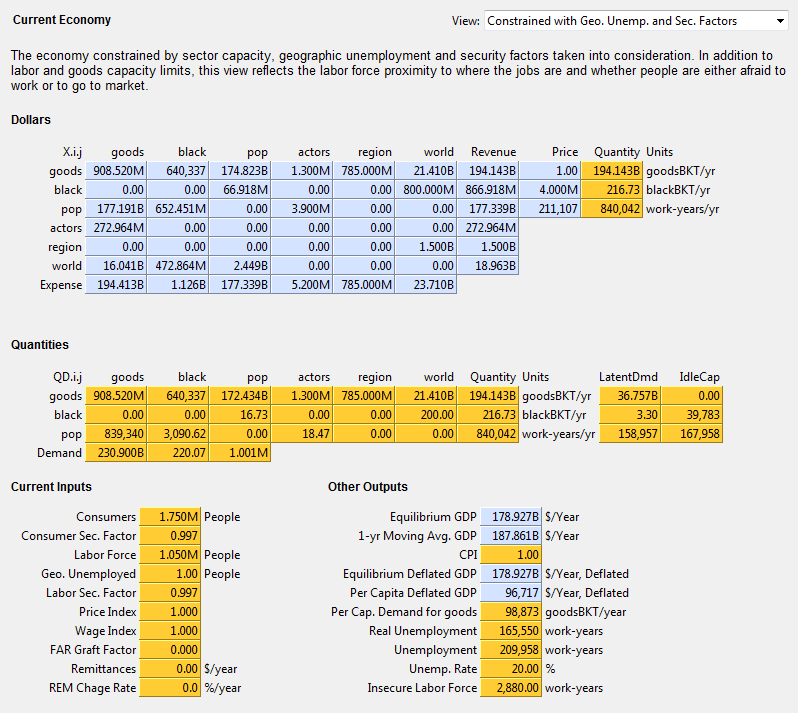 Current Economy View: Constrained with Geo. Unemp. and Sec. Factors
The economy constrained by sector capacity, geographic unemployment and security factors taken into consideration. In addition to
labor and goods capacity limits, this view reflects the labor force proximity to where the jobs are and whether people are either afraid to
work or to go to market.
Dollars
X.i.j goods black pop actors region world Revenue Price Quantity Units
goods 908.520M 640,337 174.823B 1.300M 785.000M 21.410B 194.143B 1.00 194.143B goodsBKT/yr
black 0.00 0.00 66.918M 0.00 0.00 800.000M 866.918M 4.000M 216.73 blackBKT/yr
pop 177.191B 652.451M 0.00 3.900M 0.00 0.00 177.339B 211,107 840,042 work-years/yr
actors 272.964M 0.00 0.00 0.00 0.00 0.00 272.964M
region 0.00 0.00 0.00 0.00 0.00 1.500B 1.500B
world 16.041B 472.864M 2.449B 0.00 0.00 0.00 18.963B
Expense 194.413B 1.126B 177.339B 5.200M 785.000M 23.710B
Quantities
QD.i.j goods black pop actors region world Quantity Units LatentDmd IdleCap
goods 908.520M 640,337 172.434B 1.300M 785.000M 21.410B 194.143B goodsBKT/yr 36.757B 0.00
black 0.00 0.00 16.73 0.00 0.00 200.00 216.73 blackBKT/yr 3.30 39,783
pop 839,340 3,090.62 0.00 18.47 0.00 0.00 840,042 work-years/yr 158,957 167,958
Demand 230.900B 220.07 1.001M
Current Inputs
Consumers 1.750M People
Consumer Sec. Factor 0.997
Labor Force 1.050M People
Geo. Unemployed 1.00 People
Labor Sec. Factor 0.997
Price Index 1.000
Wage Index 1.000
FAR Graft Factor 0.000
Remittances 0.00 $/year
REM Chage Rate 0.0 %/year
Other Outputs
Equilibrium GDP 178.927B $/Year
1-yr Moving Avg. GDP 187.861B $/Year
CPI 1.00
Equilibrium Deflated GDP 178.927B $/Year, Deflated
Per Capita Deflated GDP 96,717 $/Year, Deflated
Per Cap. Demand for goods 98,873 goodsBKT/year
Real Unemployment 165,550 work-years
Unemployment 209,958 work-years
Unemp. Rate 20.00 %
Insecure Labor Force 2,880.00 work-years